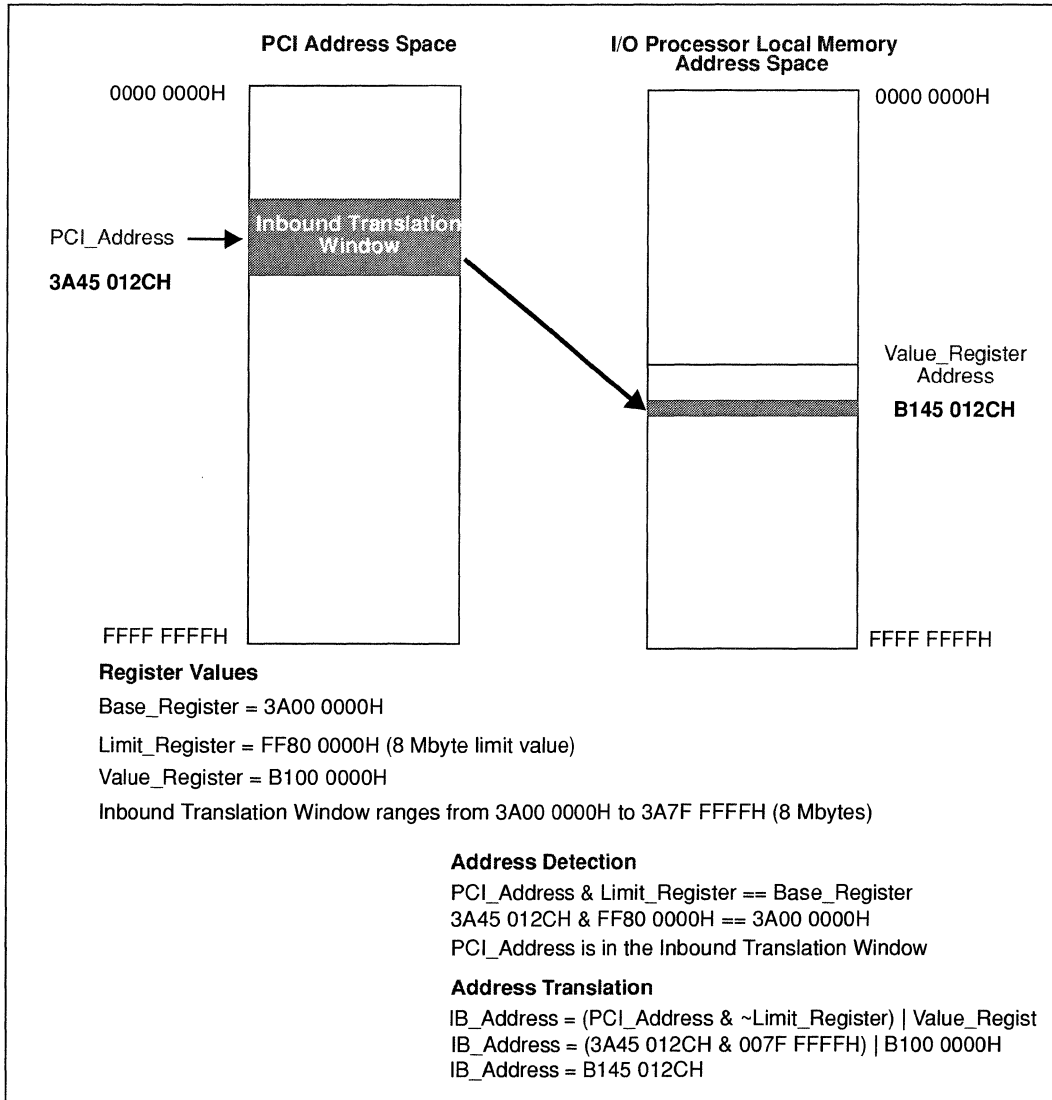 PCI Address Space
I/O Processor Local Memory
Address Space
0000 0000H
0000 0000H
Inbound Translation
Window
PCI_Address
3A45 012CH
Value_Register
Address
B145 012CH
FFFF FFFFH
FFFF FFFFH
Register Values
Base_Register = 3A00 0000H
Limit_Register = FF80 0000H (8 Mbyte limit value)
Value_Register = B100 0000H
Inbound Translation Window ranges from 3A00 0000H to 3A7F FFFFH (8 Mbytes)
Address Detection
PCI_Address & Limit_Register == Base_Register
3A45 012CH & FF80 0000H == 3A00 0000H
PCI_Address is in the Inbound Translation Window
Address Translation
IB_Address = (PCI_Address & ~Limit_Register) | Value_Regist
IB_Address = (3A45 012CH & 007F FFFFH) | B100 0000H
IB_Address = B145 012CH